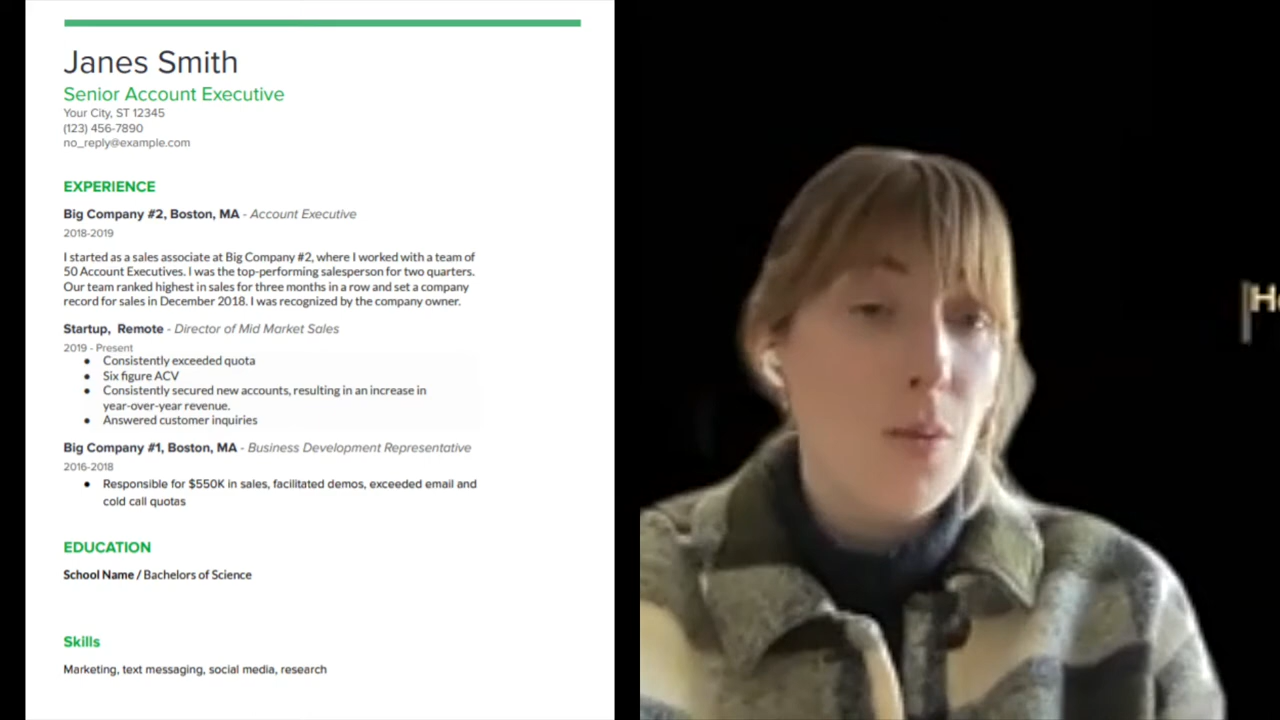 Janes Smith
Senior Account Executive
Your City, ST 12345
(123) 456-7890
no_reply@example.com
EXPERIENCE
Big Company #2, Boston, MA - Account Executive
2018-2019
I started as a sales associate at Big Company #2, where I worked with a team of
50 Account Executives. I was the top-performing salesperson for two quarters.
Our team ranked highest in sales for three months in a row and set a company
record for sales in December 2018. I was recognized by the company owner.
Startup, Remote - Director of Mid Market Sales
2019 - Present
● Consistently exceeded quota
● Six figure ACV
● Consistently secured new accounts, resulting in an increase in
year-over-year revenue.
● Answered customer inquiries
Big Company #1, Boston, MA - Business Development Representative
2016-2018
● Responsible for $550K in sales, facilitated demos, exceeded email and
cold call quotas
EDUCATION
School Name / Bachelors of Science
Skills
Marketing, text messaging, social media, research